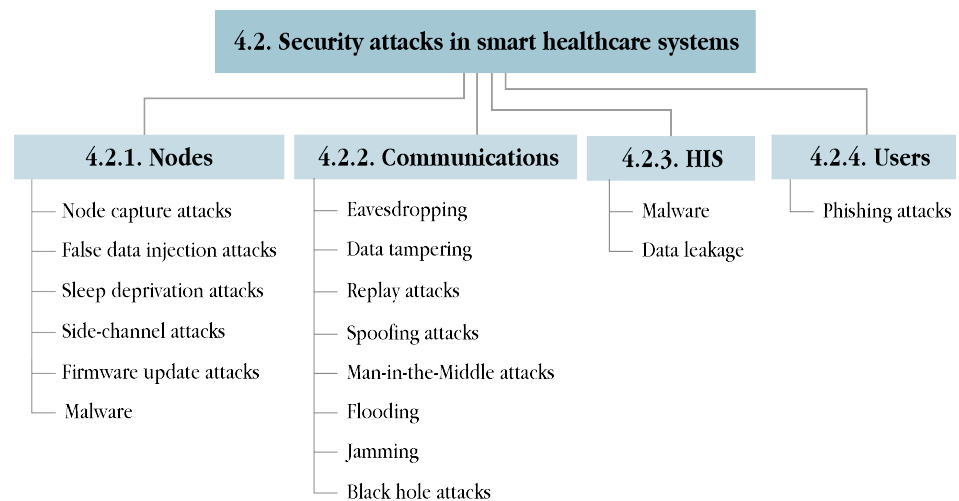 4.2. Security attacks in smart healthcare systems
4.2.1. Nodes
Node capture attacks
False data injection attacks
Sleep deprivation attacks
Side-channel attacks
Firmware update attacks
Malware
4.2.2. Communications
Eavesdropping
Data tampering
Replay attacks
Spoofing attacks
Man-in-the-Middle attacks
Flooding
Jamming
Black hole attacks
4.2.3. HIS
Malware
Data leakage
4.2.4. Users
Phishing attacks